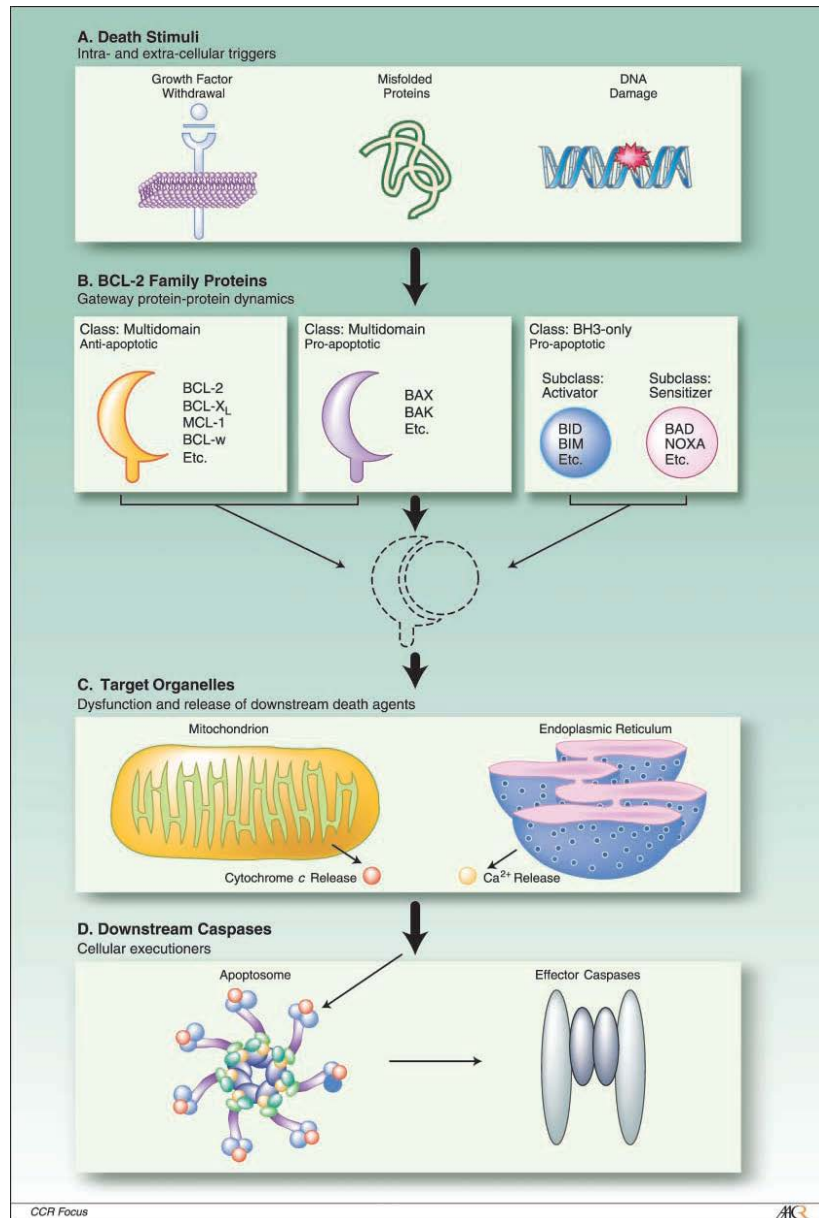 A. Death Stimuli
Intra- and extra-cellular triggers
Growth Factor
Withdrawal
Misfolded
Proteins
DNA
Damage
B. BCL-2 Family Proteins
Gateway protein-protein dynamics
Class: Multidomain
Anti-apoptotic
BCL-2
BCL-XL
MCL-1
BCL-w
Etc.
Class: Multidomain
Pro-apoptotic
BAX
BAK
Etc.
Class: BH3-only
Pro-apoptotic
Subclass:
Activator
BID
BIM
Etc.
Subclass:
Sensitizer
BAD
NOXA
Etc.
C. Target Organelles
Dysfunction and release of downstream death agents
Mitochondrion
Cytochrome c Release
Endoplasmic Reticulum
Ca2+ Release
D. Downstream Caspases
Cellular executioners
Apoptosome
Effector Caspases
CCR Focus
AACR